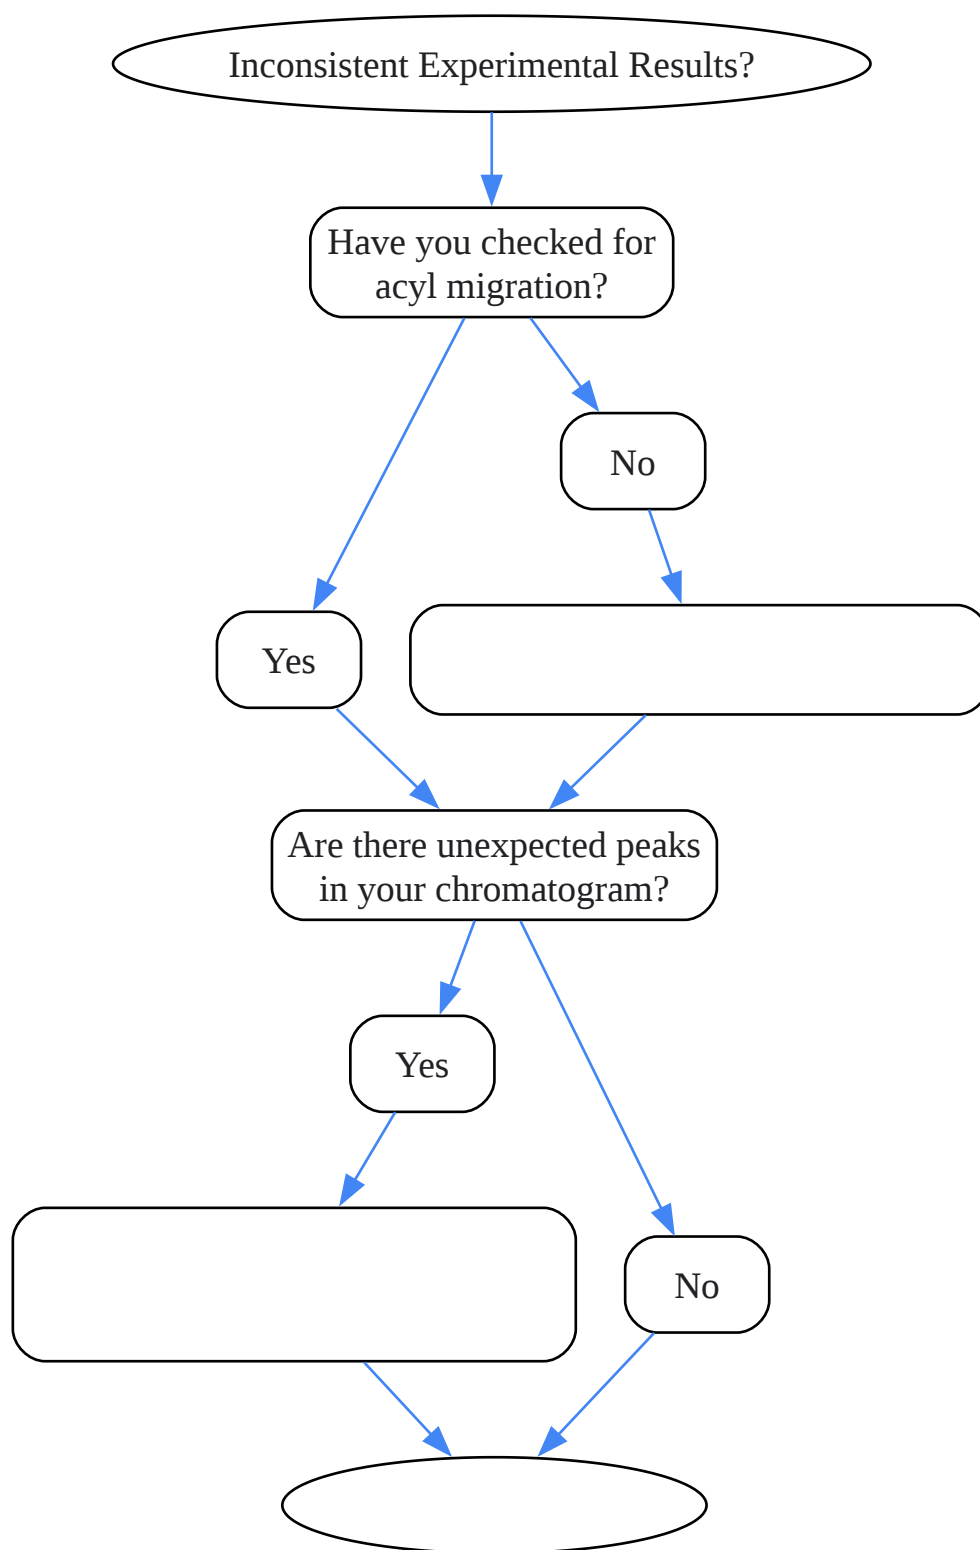 Inconsistent Experimental Results?
Have you checked for
acyl migration?
No
Yes
Are there unexpected peaks
in your chromatogram?
Yes
No